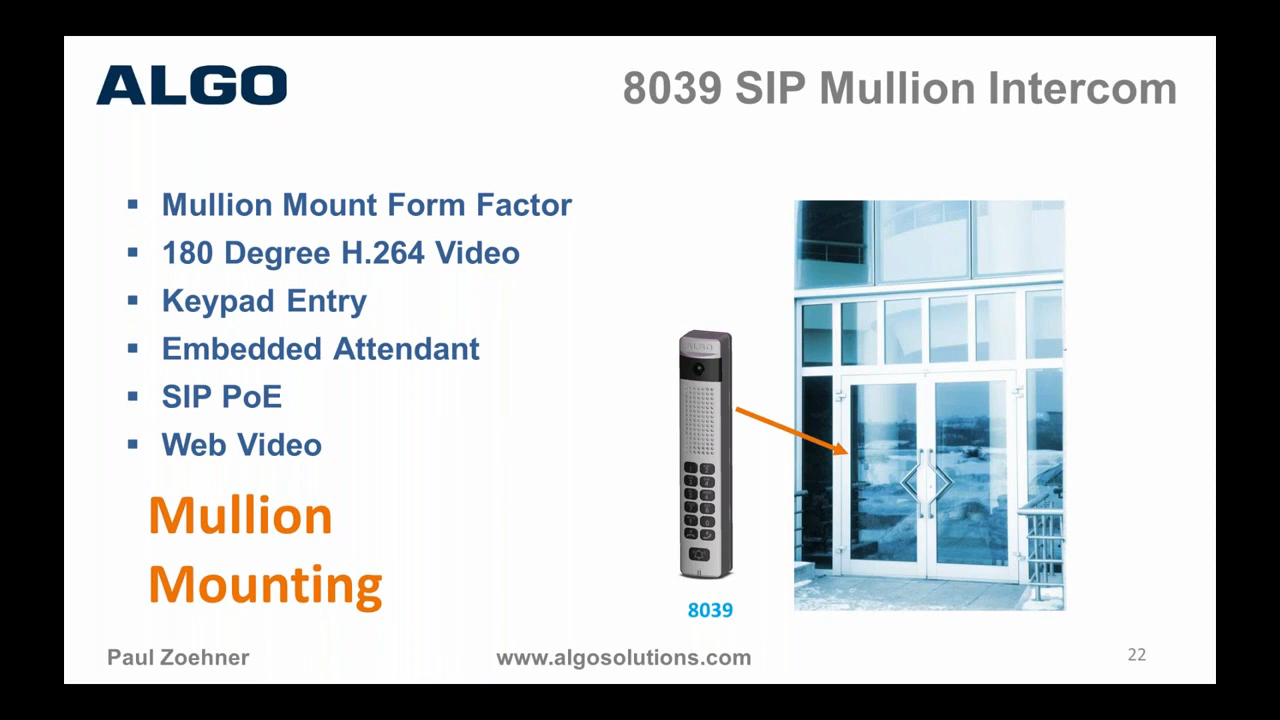 ALGO
8039 SIP Mullion Intercom
▪ Mullion Mount Form Factor
▪ 180 Degree H.264 Video
▪ Keypad Entry
▪ Embedded Attendant
▪ SIP PoE
▪ Web Video
Mullion
Mounting
ALGO
8039
Paul Zoehner
www.algosolutions.com
22